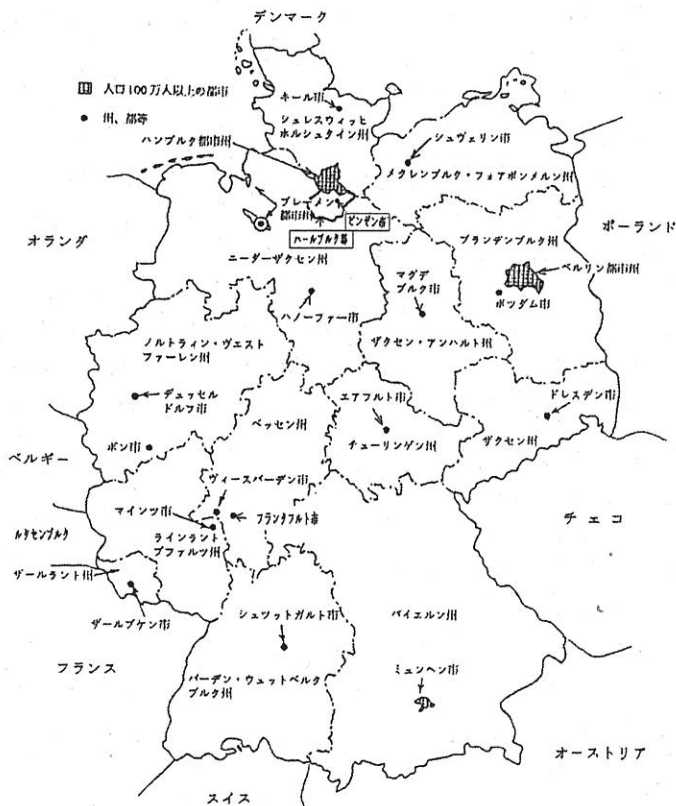 デンマーク
人口100万人以上の都市
州、都等
キール市
シュレスウィッヒ
ホルシュタイン州
ハンブルク都市州
シュヴェリン市
メクレンブルク・フォアポンメルン州
ブレーメン
都市州
ビンゼン市
ハールブルク郡
オランダ
ニーダーザクセン州
ブランデンブルク州
ポーランド
ベルリン都市州
マグデ
ブルク市
ポツダム市
ハノーファー市
ザクセン・アンハルト州
ノルトライン・ヴェスト
ファーレン州
デュッセル
ドルフ市
エアフルト市
ドレスデン市
ヘッセン州
チューリンゲン州
ザクセン州
ボン市
ベルギー
ヴィースバーデン市
マインツ市
フランクフルト市
ラインラント
プファルツ州
チェコ
ルクセンブルク
ザールラント州
ザールブケン市
シュツットガルト市
バイエルン州
フランス
バーデン・ウェットベルク
ブルク州
ミュンヘン市
オーストリア
スイス